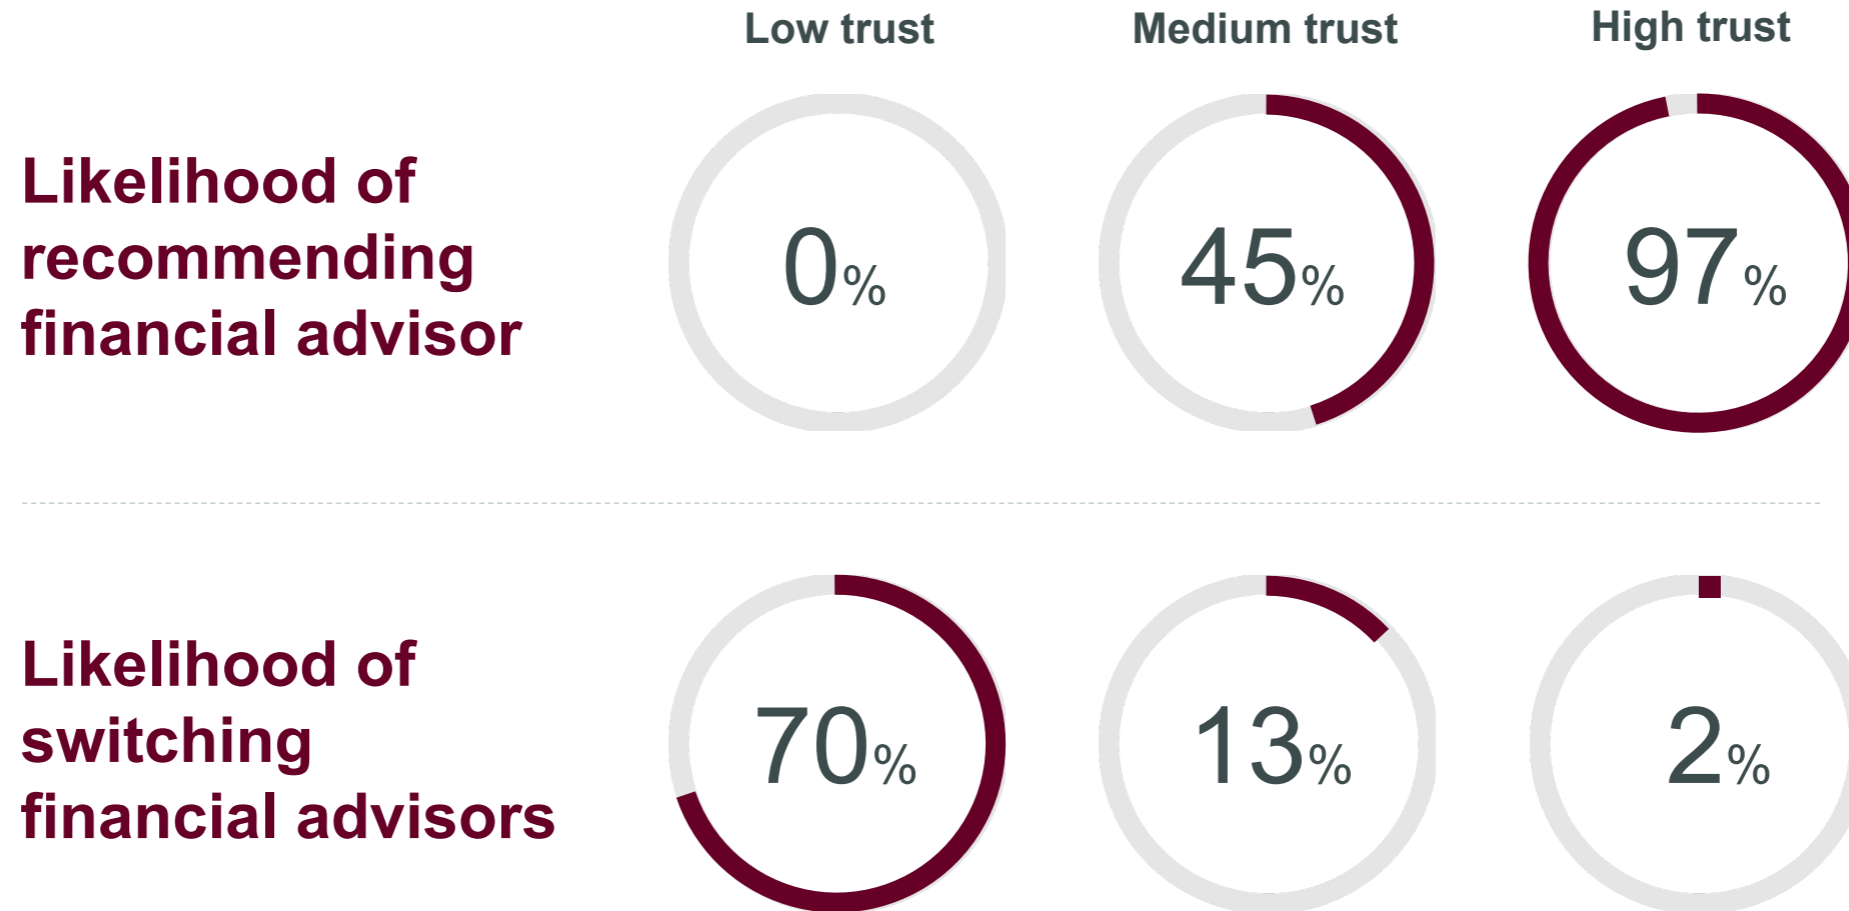 Low trust Medium trust High trust
Likelihood of
recommending
financial advisor
0% 45% 97%
Likelihood of
switching
financial advisors
70% 13% 2%